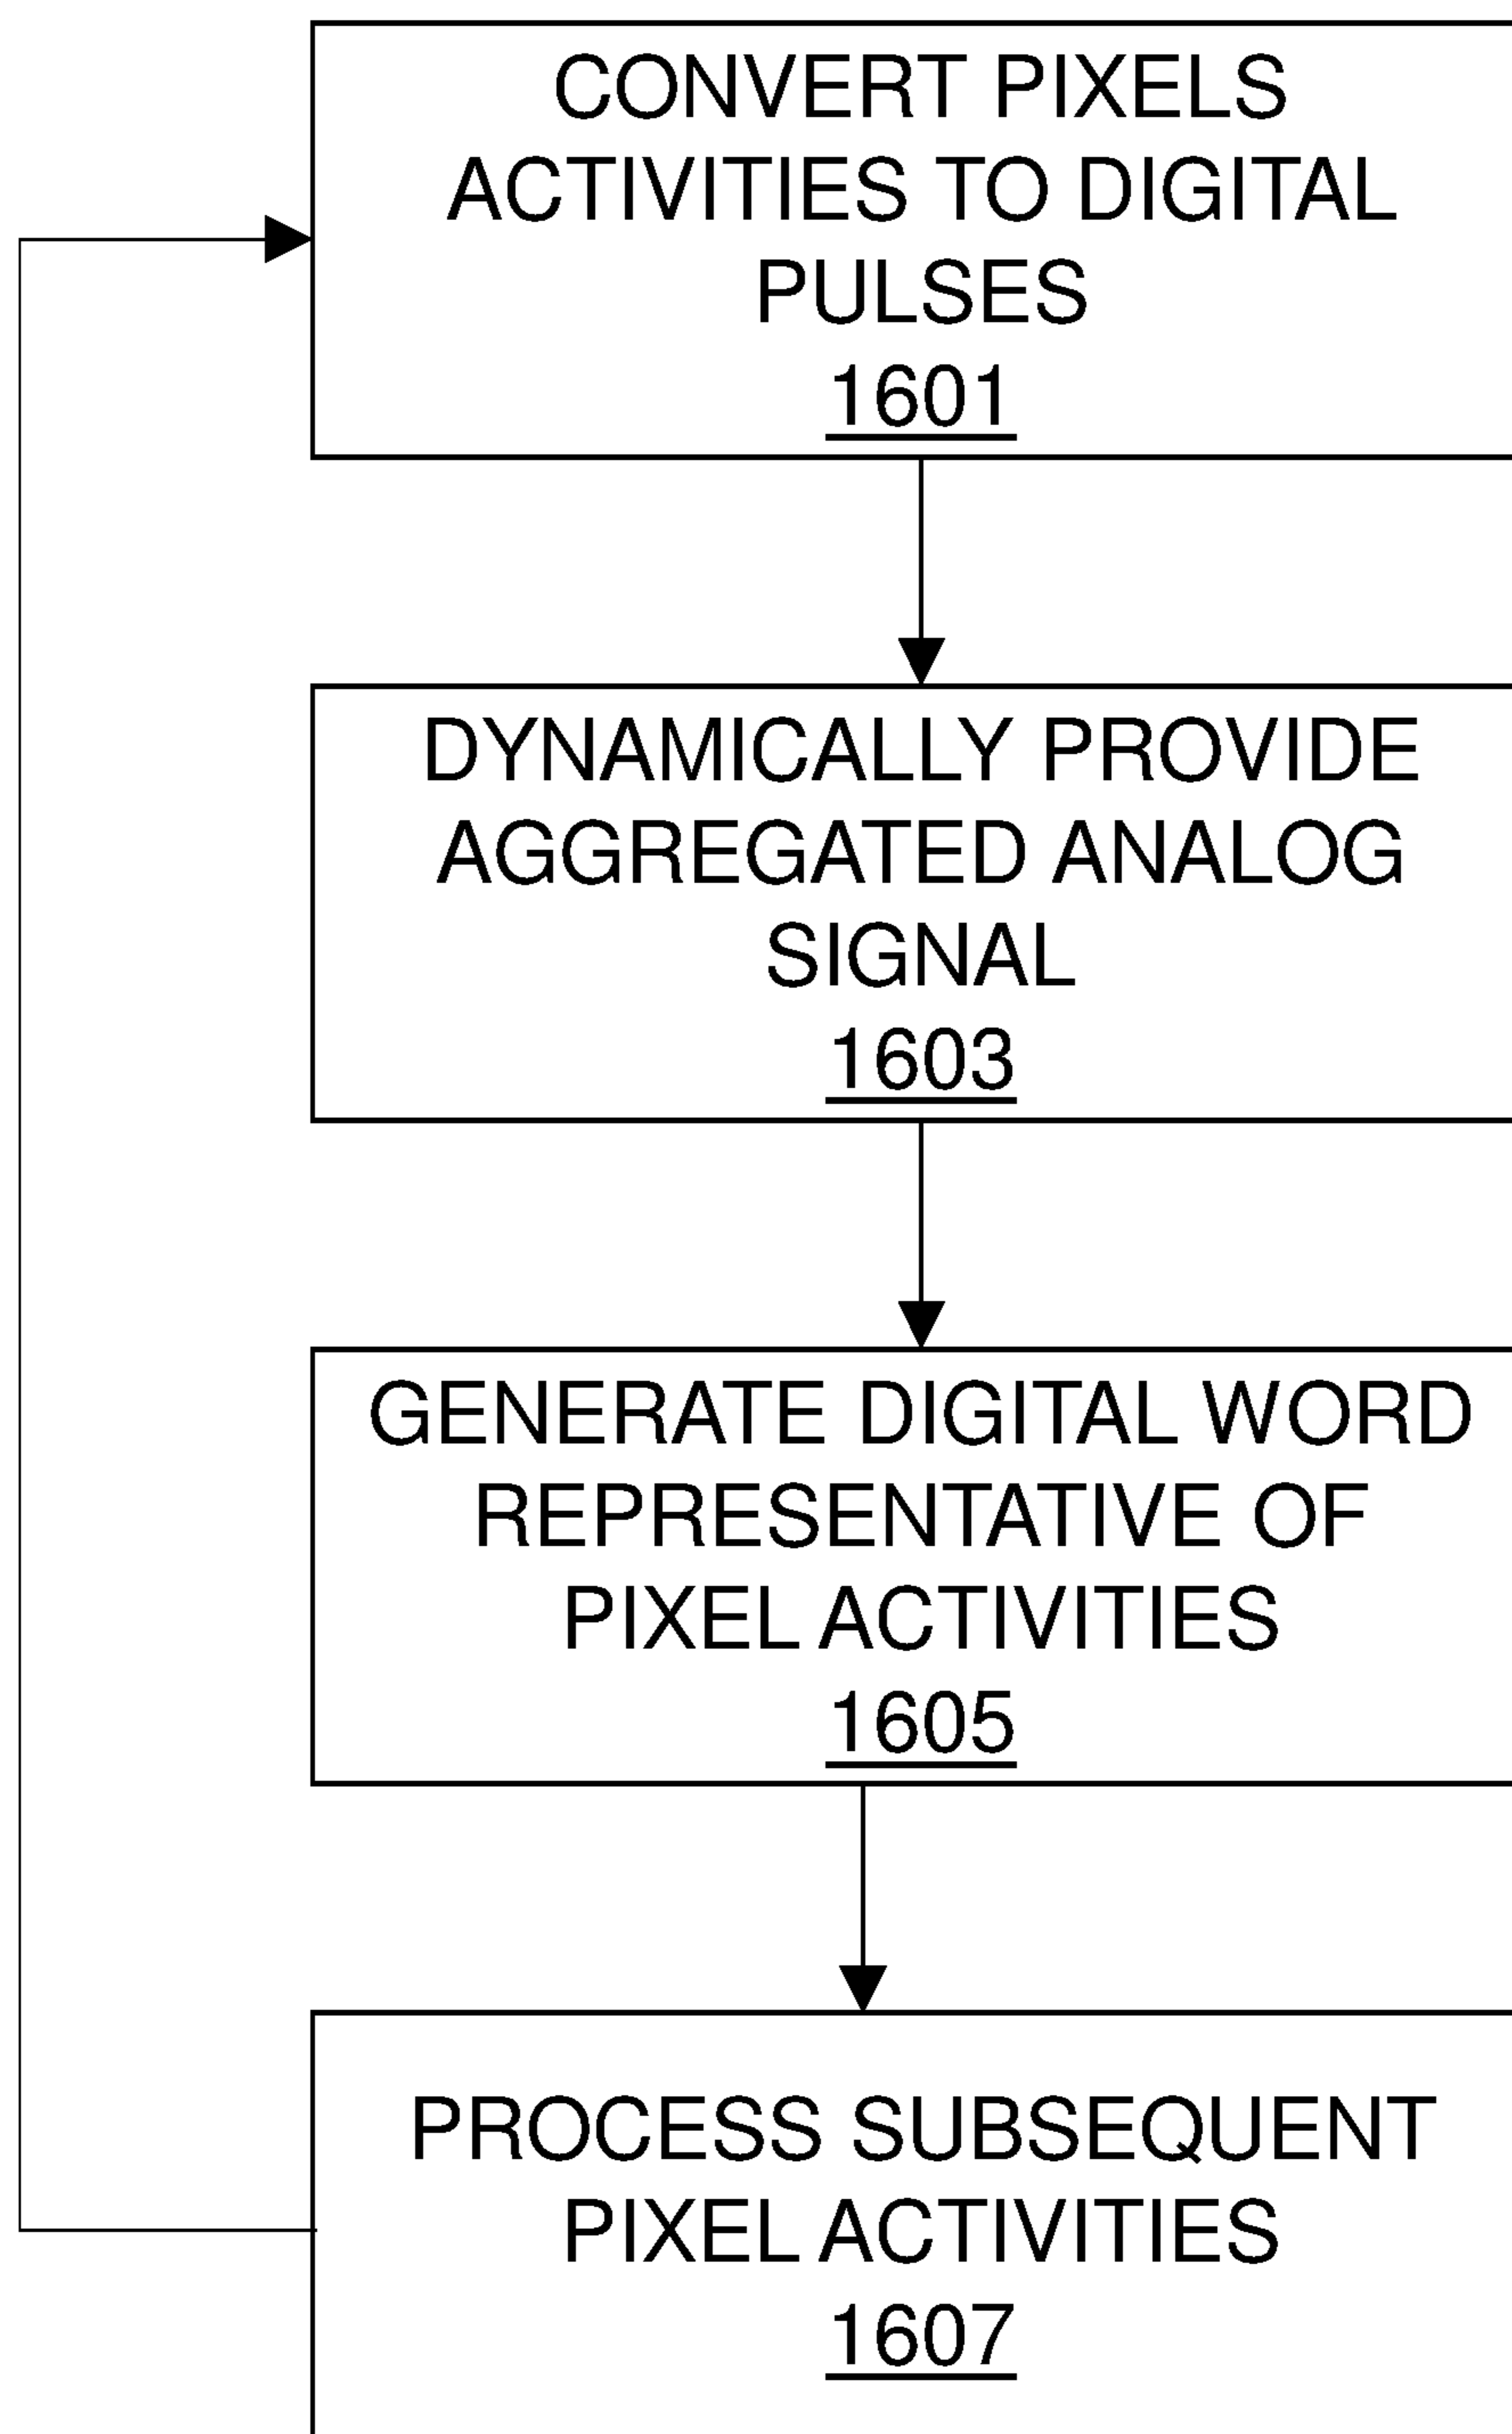 CONVERT PIXELS
ACTIVITIES TO DIGITAL
PULSES
1601
DYNAMICALLY PROVIDE
AGGREGATED ANALOG
SIGNAL
1603
GENERATE DIGITAL WORD
REPRESENTATIVE OF
PIXEL ACTIVITIES
1605
PROCESS SUBSEQUENT
PIXEL ACTIVITIES
1607